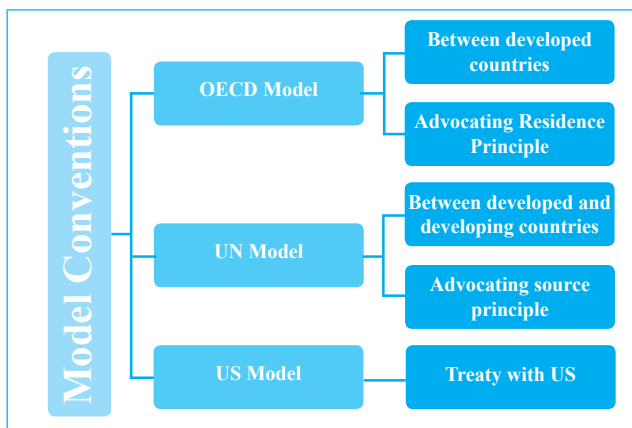 Model Conventions
OECD Model
Between developed
countries
Advocating Residence
Principle
UN Model
Between developed and
developing countries
Advocating source
principle
US Model
Treaty with US